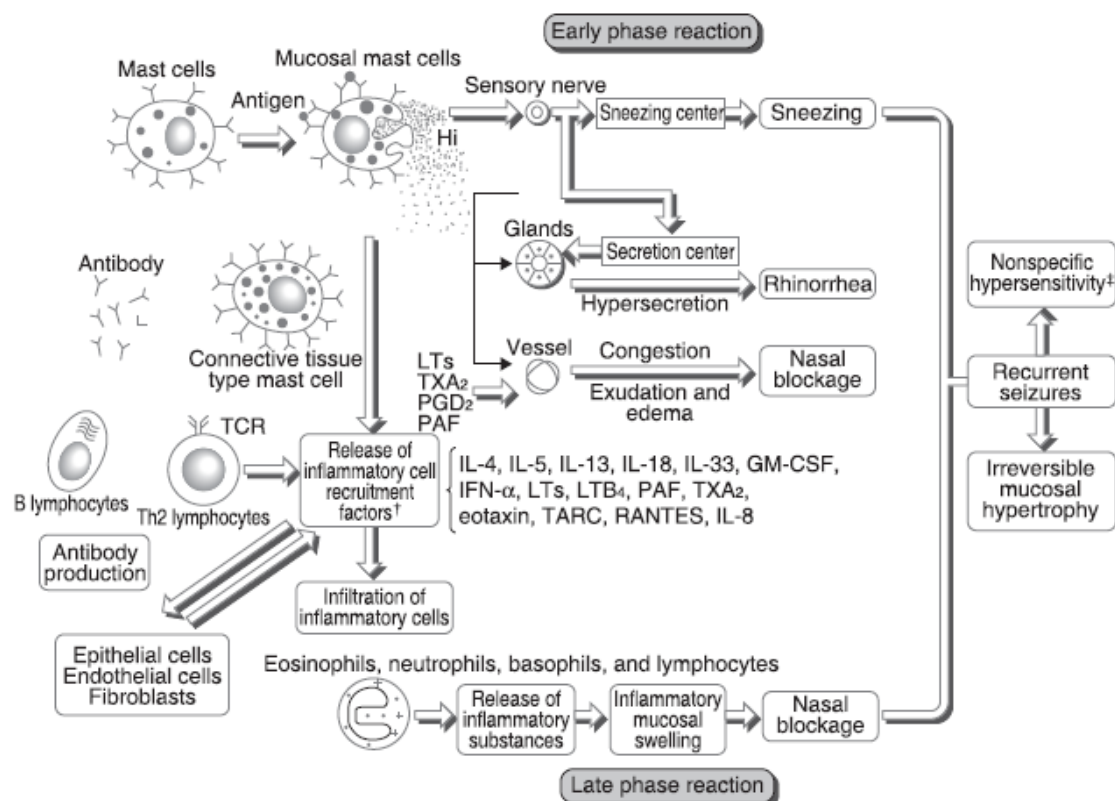 Early phase reaction
Mast cells
Mucosal mast cells
Antigen
Hi
Sensory nerve
Sneezing center
Sneezing
Glands
Secretion center
Hypersecretion
Rhinorrhea
Antibody
Connective tissue
type mast cell
LTs
TXA₂
PGD₂
PAF
Vessel
Congestion
Exudation and
edema
Nasal
blockage
Nonspecific
hypersensitivity‡
Recurrent
seizures
Irreversible
mucosal
hypertrophy
B lymphocytes
TCR
Th2 lymphocytes
Release of
inflammatory cell
recruitment
factors†
IL-4, IL-5, IL-13, IL-18, IL-33, GM-CSF,
IFN-α, LTs, LTB₄, PAF, TXA₂,
eotaxin, TARC, RANTES, IL-8
Antibody
production
Infiltration of
inflammatory cells
Epithelial cells
Endothelial cells
Fibroblasts
Eosinophils, neutrophils, basophils, and lymphocytes
Release of
inflammatory
substances
Inflammatory
mucosal
swelling
Nasal
blockage
Late phase reaction